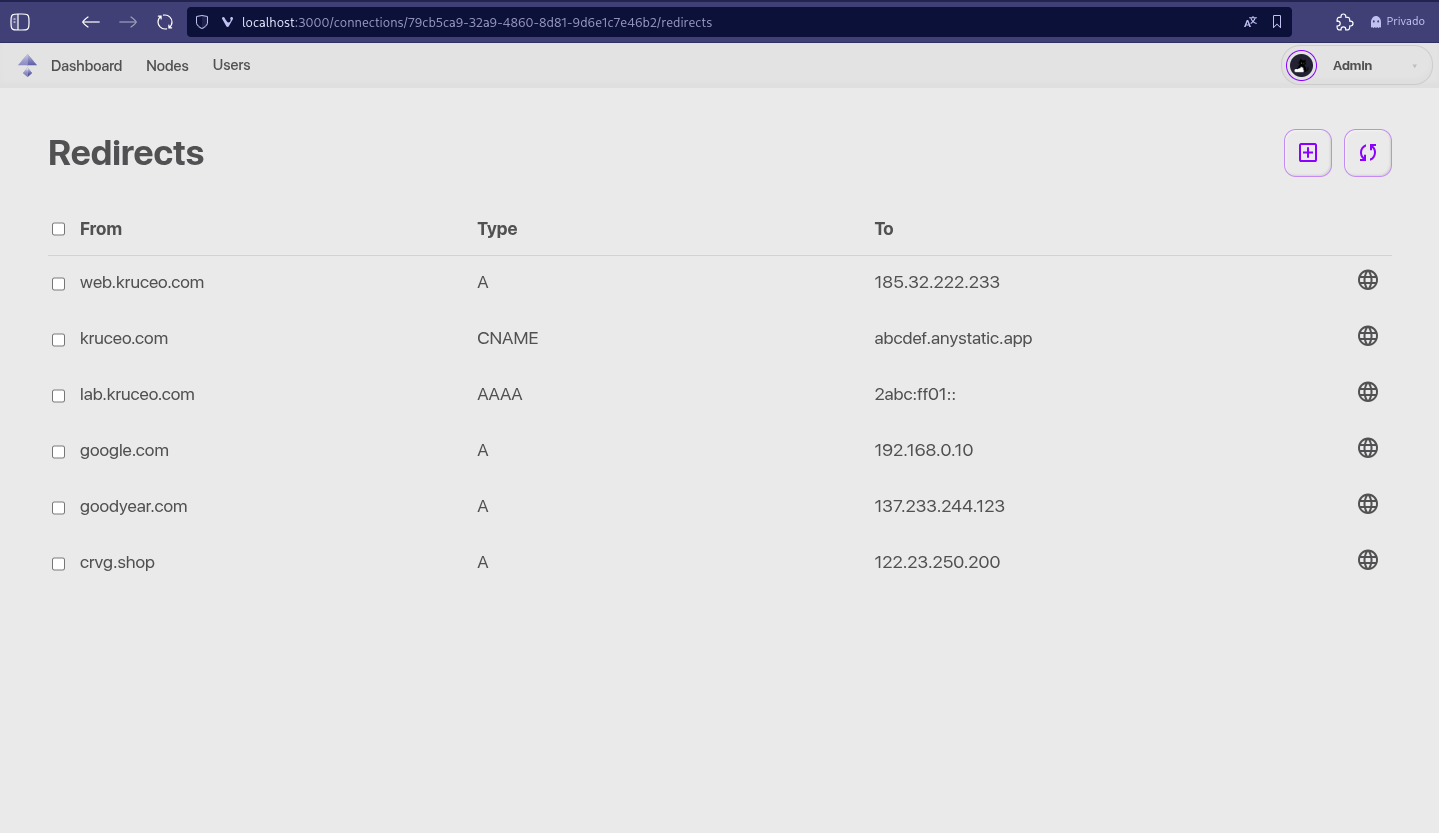 localhost:3000/connections/79cb5ca9-32a9-4860-8d81-9d6e1c7e46b2/redirects
Privado
Dashboard Nodes Users Admin
Redirects
From Type To
web.kruceo.com A 185.32.222.233
kruceo.com CNAME abcdef.anystatic.app
lab.kruceo.com AAAA 2abc:ff01::
google.com A 192.168.0.10
goodyear.com A 137.233.244.123
crvg.shop A 122.23.250.200